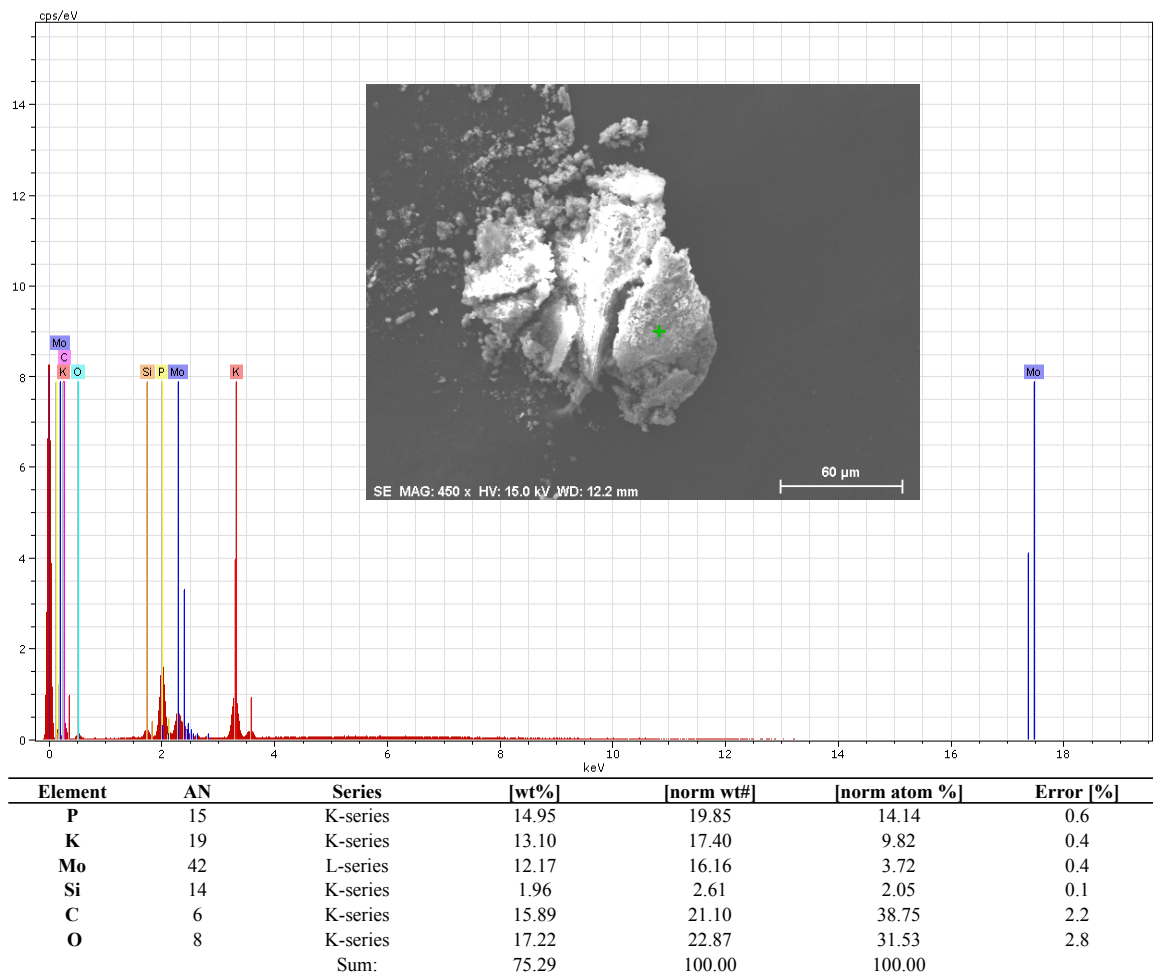 cps/eV
14
12
10
8
6
4
2
0
Mo
C
K O Si P Mo K Mo
SE MAG: 450 x HV: 15.0 kV WD: 12.2 mm
60 µm
0 2 4 6 8 10 12 14 16 18
keV
Element AN Series [wt%] [norm wt#] [norm atom %] Error [%]
P 15 K-series 14.95 19.85 14.14 0.6
K 19 K-series 13.10 17.40 9.82 0.4
Mo 42 L-series 12.17 16.16 3.72 0.4
Si 14 K-series 1.96 2.61 2.05 0.1
C 6 K-series 15.89 21.10 38.75 2.2
O 8 K-series 17.22 22.87 31.53 2.8
Sum: 75.29 100.00 100.00